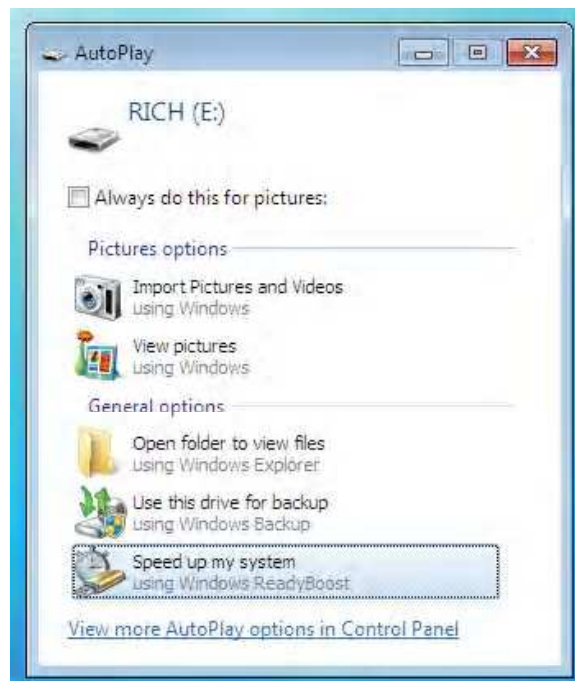 AutoPlay
RICH (E:)
Always do this for pictures:
Pictures options
Import Pictures and Videos
using Windows
View pictures
using Windows
General options
Open folder to view files
using Windows Explorer
Use this drive for backup
using Windows Backup
Speed up my system
using Windows ReadyBoost
View more AutoPlay options in Control Panel